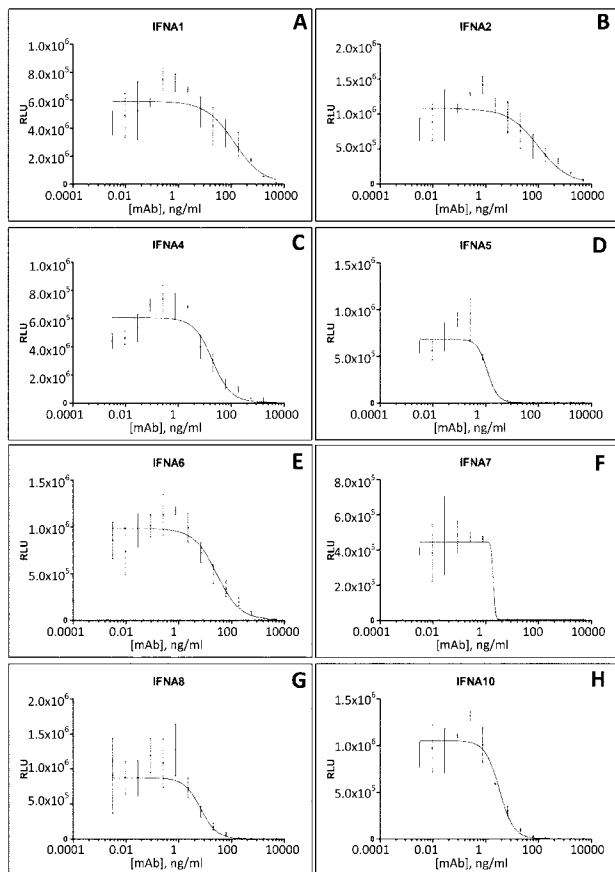 IFNA1 A
1.0x10⁶
8.0x10⁵
6.0x10⁵
4.0x10⁵
2.0x10⁵
0
RLU
0.0001 0.01 1 100 10000
[mAb], ng/ml
IFNA2 B
2.0x10⁶
1.5x10⁶
1.0x10⁶
5.0x10⁵
0
RLU
0.0001 0.01 1 100 10000
[mAb], ng/ml
IFNA4 C
1.0x10⁶
8.0x10⁵
6.0x10⁵
4.0x10⁵
2.0x10⁵
0
RLU
0.0001 0.01 1 100 10000
[mAb], ng/ml
IFNA5 D
1.5x10⁶
1.0x10⁶
5.0x10⁵
0
RLU
0.0001 0.01 1 100 10000
[mAb], ng/ml
IFNA6 E
1.5x10⁶
1.0x10⁶
5.0x10⁵
0
RLU
0.0001 0.01 1 100 10000
[mAb], ng/ml
IFNA7 F
8.0x10⁵
6.0x10⁵
4.0x10⁵
2.0x10⁵
0
RLU
0.0001 0.01 1 100 10000
[mAb], ng/ml
IFNA8 G
2.0x10⁶
1.5x10⁶
1.0x10⁶
5.0x10⁵
0
RLU
0.0001 0.01 1 100 10000
[mAb], ng/ml
IFNA10 H
1.5x10⁶
1.0x10⁶
5.0x10⁵
0
RLU
0.0001 0.01 1 100 10000
[mAb], ng/ml